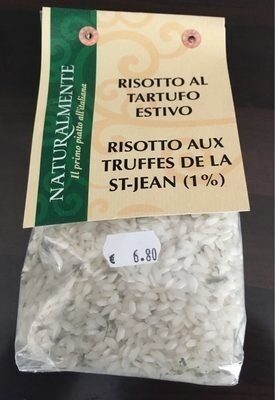 NATURALMENTE
Il primo piatto all'italiana
RISOTTO AL
TARTUFO
ESTIVO
RISOTTO AUX
TRUFFES DE LA
ST-JEAN (1%)
€ 6.80